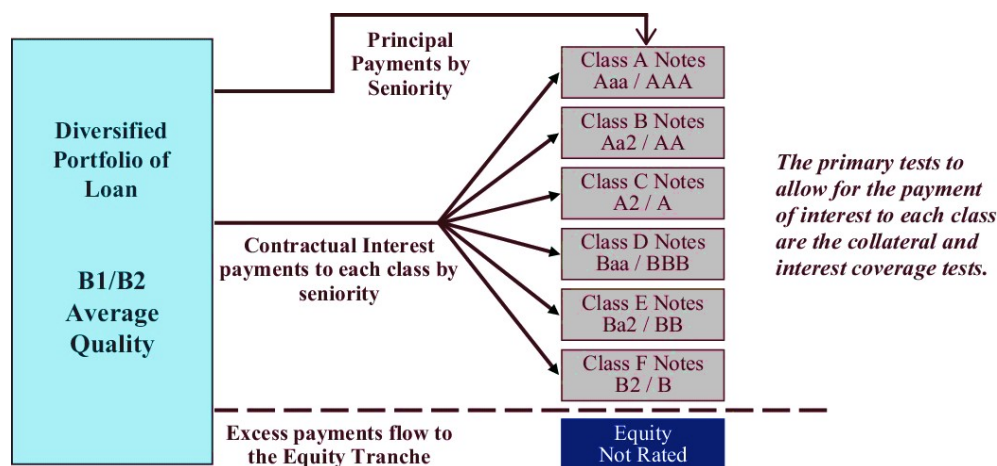 Principal
Payments by
Seniority
Diversified
Portfolio of
Loan
B1/B2
Average
Quality
Contractual Interest
payments to each class by
seniority
Class A Notes
Aaa / AAA
Class B Notes
Aa2 / AA
Class C Notes
A2 / A
Class D Notes
Baa / BBB
Class E Notes
Ba2 / BB
Class F Notes
B2 / B
The primary tests to
allow for the payment
of interest to each class
are the collateral and
interest coverage tests.
Excess payments flow to
the Equity Tranche
Equity
Not Rated